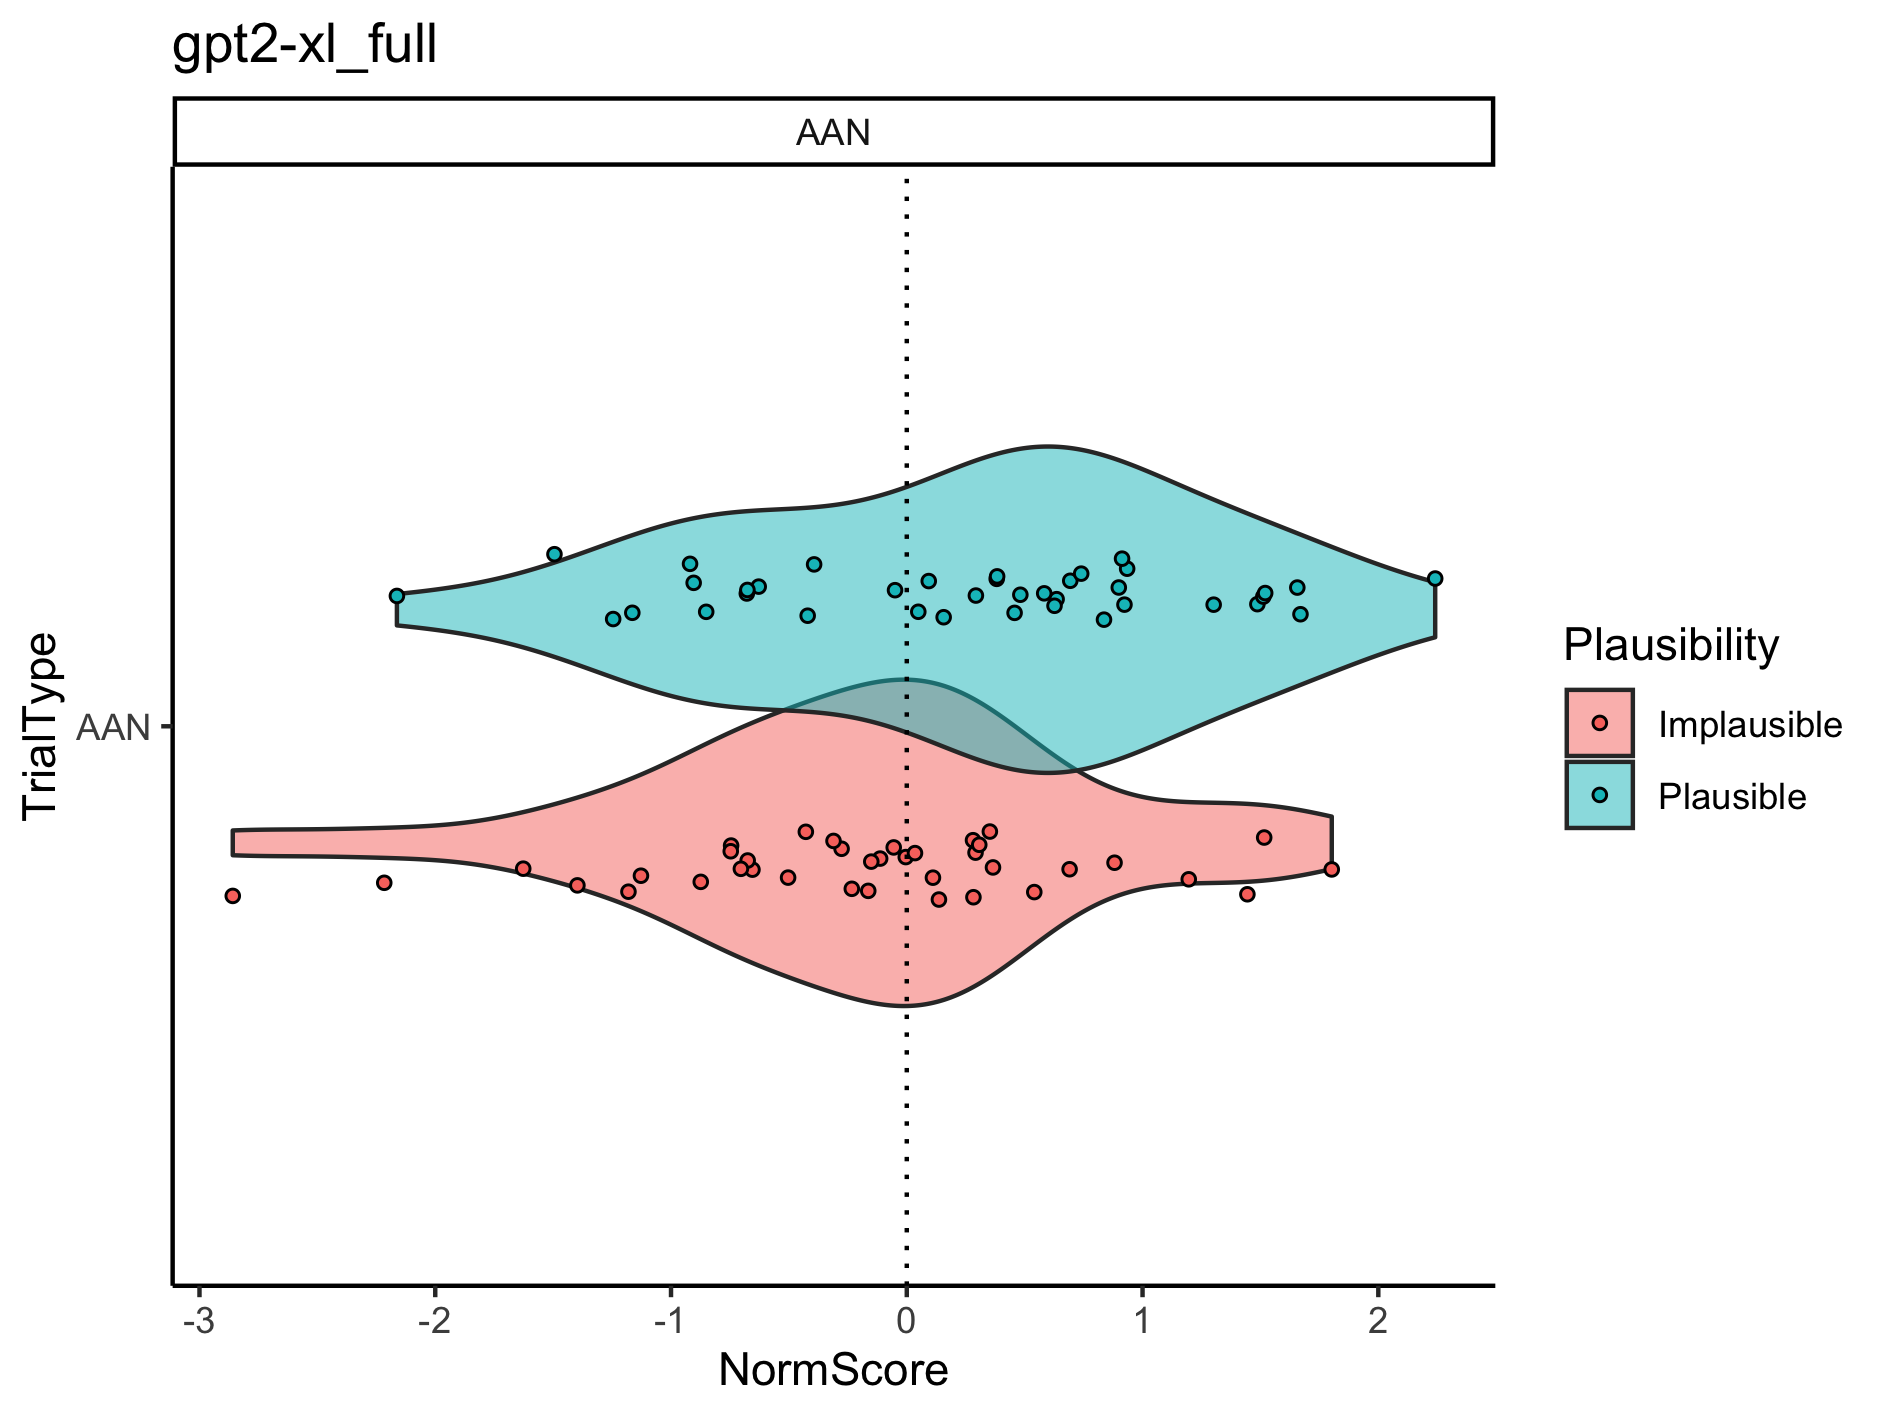 gpt2-xl_full
AAN
TrialType
AAN
-3
-2
-1
0
1
2
NormScore
Plausibility
Implausible
Plausible